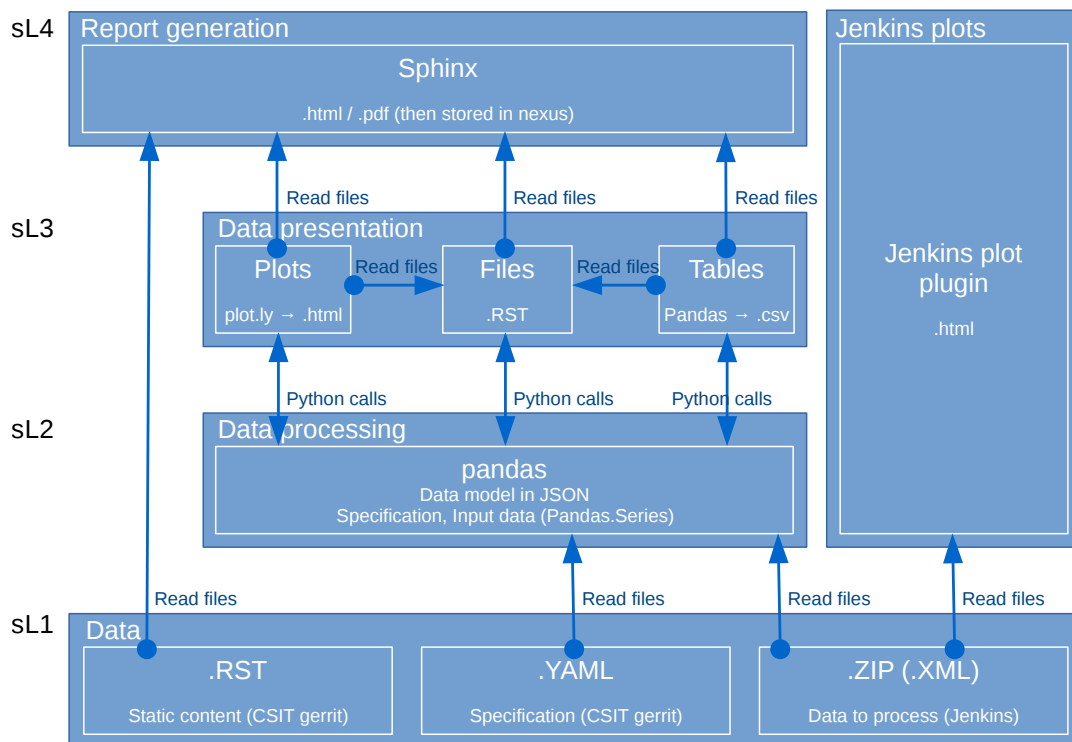 sL4
Report generation
Sphinx
.html / .pdf (then stored in nexus)
Jenkins plots
Jenkins plot
plugin
.html
Read files
Read files
Read files
sL3
Data presentation
Plots
plot.ly → .html
Read files
Files
.RST
Read files
Tables
Pandas → .csv
Python calls
Python calls
Python calls
sL2
Data processing
pandas
Data model in JSON
Specification, Input data (Pandas.Series)
Read files
Read files
Read files
Read files
sL1
Data
.RST
Static content (CSIT gerrit)
.YAML
Specification (CSIT gerrit)
.ZIP (.XML)
Data to process (Jenkins)